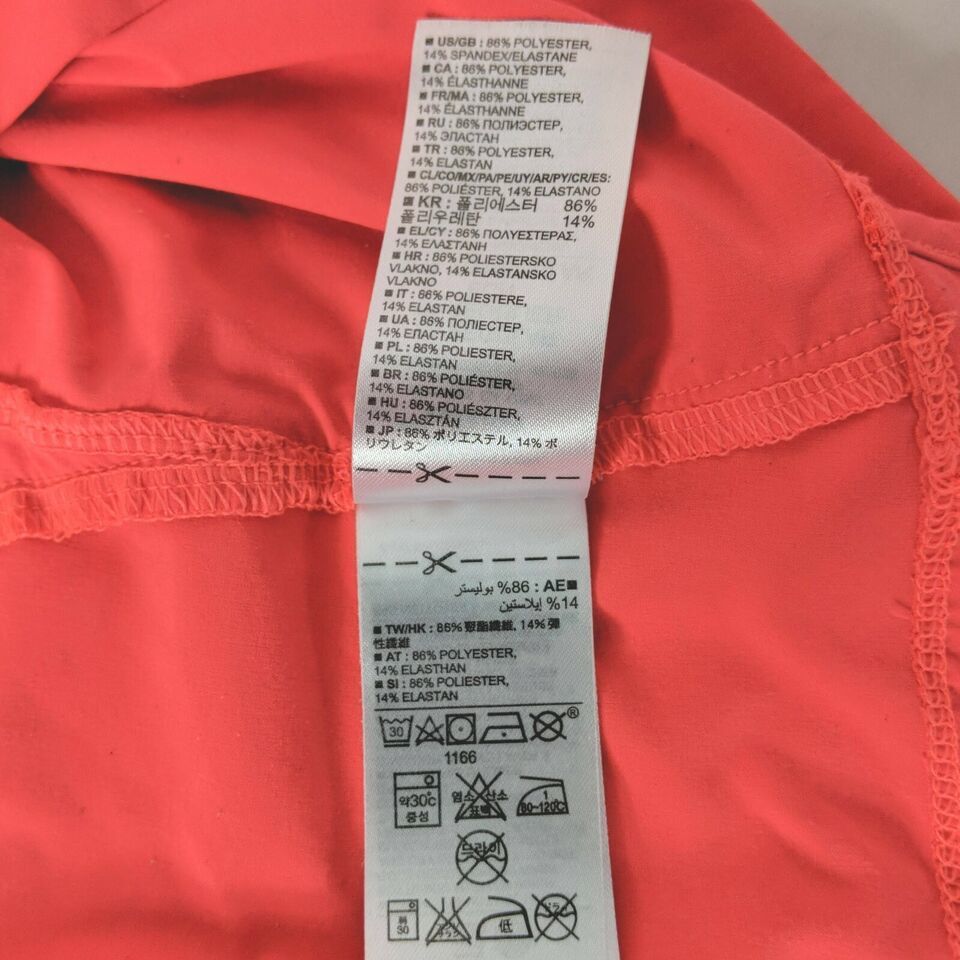 ■ US/GB : 86% POLYESTER,
14% SPANDEX/ELASTANE
■ CA : 86% POLYESTER,
14% ÉLASTHANNE
■ FR/MA : 86% POLYESTER,
14% ÉLASTHANNE
■ RU : 86% ПОЛИЭСТЕР,
14% ЭЛАСТАН
■ TR : 86% POLYESTER,
14% ELASTAN
■ CL/CO/MX/PA/PE/UY/AR/PY/CR/ES:
86% POLIÉSTER, 14% ELASTANO
■ KR : 폴리에스터 86%
폴리우레탄 14%
■ EL/CY : 86% ΠΟΛΥΕΣΤΕΡΑΣ,
14% ΕΛΑΣΤΑΝΗ
■ HR : 86% POLIESTERSKO
VLAKNO, 14% ELASTANSKO
VLAKNO
■ IT : 86% POLIESTERE,
14% ELASTAN
■ UA : 86% ПОЛІЕСТЕР,
14% ЕЛАСТАН
■ PL : 86% POLIESTER,
14% ELASTAN
■ BR : 86% POLIÉSTER,
14% ELASTANO
■ HU : 86% POLIÉSZTER,
14% ELASZTÁN
■ JP : 86% ポリエステル, 14% ポ
リウレタン
■AE : 86% بوليستر
14% إيلاستين
■ TW/HK : 86% 聚酯纖維, 14% 彈
性纖維
■ AT : 86% POLYESTER,
14% ELASTHAN
■ SI : 86% POLIESTER,
14% ELASTAN
30 ®
1166
약30℃ 중성 염소 산소 표백 1 80~120℃
드라이
弱 30 低 ドライ